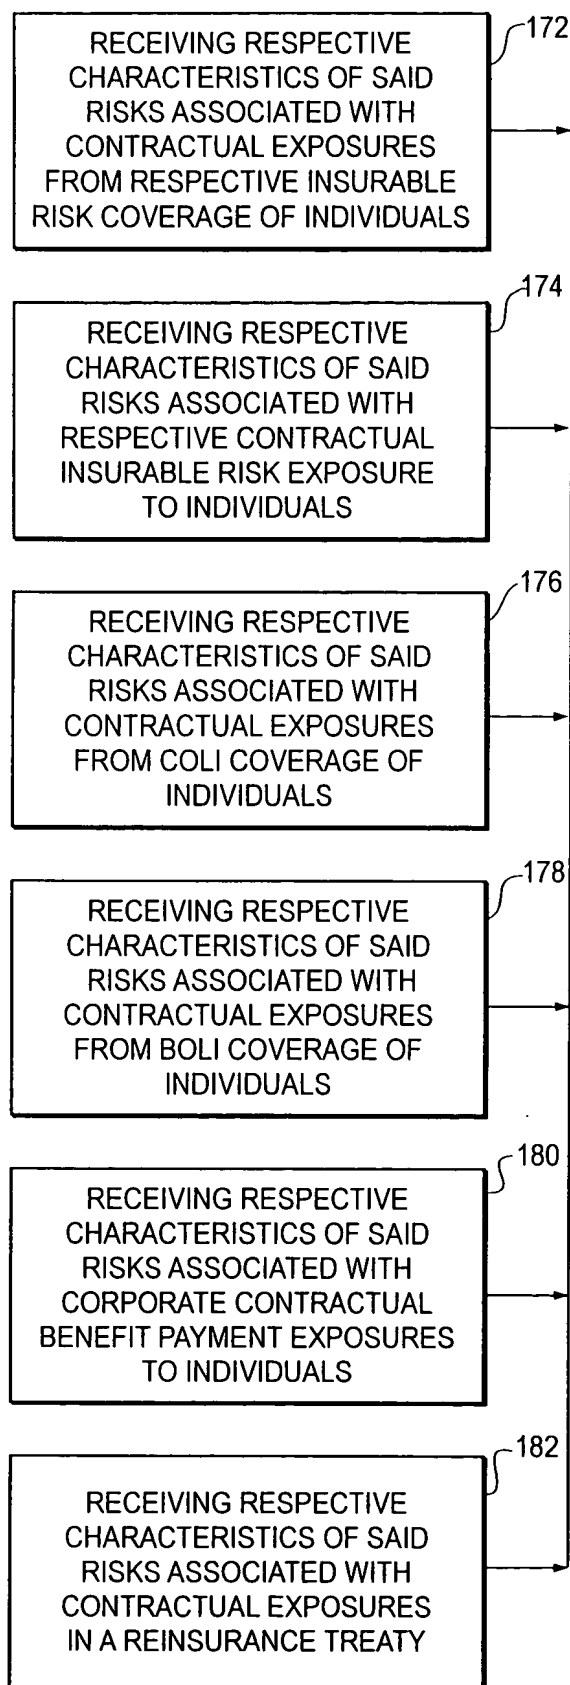 172
RECEIVING RESPECTIVE
CHARACTERISTICS OF SAID
RISKS ASSOCIATED WITH
CONTRACTUAL EXPOSURES
FROM RESPECTIVE INSURABLE
RISK COVERAGE OF INDIVIDUALS
174
RECEIVING RESPECTIVE
CHARACTERISTICS OF SAID
RISKS ASSOCIATED WITH
RESPECTIVE CONTRACTUAL
INSURABLE RISK EXPOSURE
TO INDIVIDUALS
176
RECEIVING RESPECTIVE
CHARACTERISTICS OF SAID
RISKS ASSOCIATED WITH
CONTRACTUAL EXPOSURES
FROM COLI COVERAGE OF
INDIVIDUALS
178
RECEIVING RESPECTIVE
CHARACTERISTICS OF SAID
RISKS ASSOCIATED WITH
CONTRACTUAL EXPOSURES
FROM BOLI COVERAGE OF
INDIVIDUALS
180
RECEIVING RESPECTIVE
CHARACTERISTICS OF SAID
RISKS ASSOCIATED WITH
CORPORATE CONTRACTUAL
BENEFIT PAYMENT EXPOSURES
TO INDIVIDUALS
182
RECEIVING RESPECTIVE
CHARACTERISTICS OF SAID
RISKS ASSOCIATED WITH
CONTRACTUAL EXPOSURES
IN A REINSURANCE TREATY